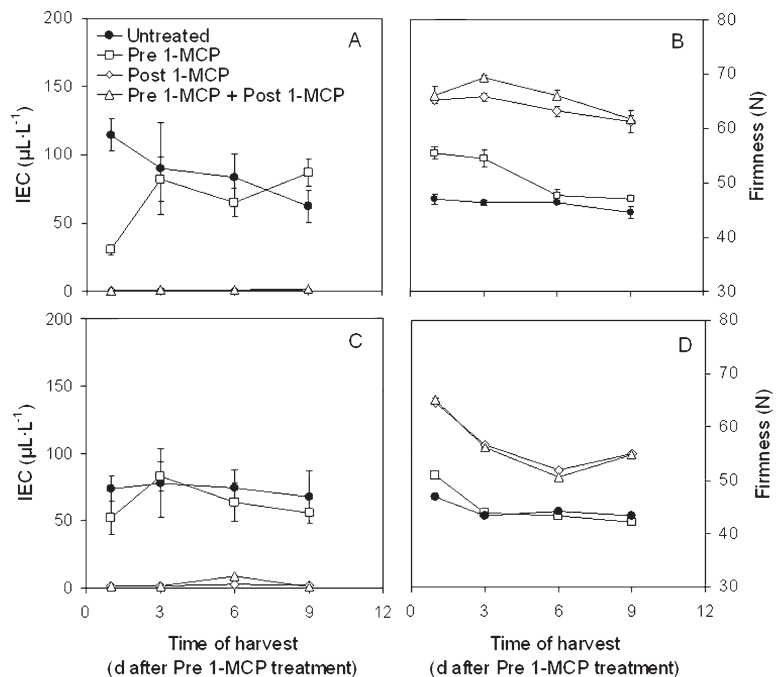 200
150
100
50
0
IEC (µL·L⁻¹)
Untreated
Pre 1-MCP
Post 1-MCP
Pre 1-MCP + Post 1-MCP
A
B
80
70
60
50
40
30
Firmness (N)
200
150
100
50
0
IEC (µL·L⁻¹)
C
D
80
70
60
50
40
30
Firmness (N)
0 3 6 9 12
0 3 6 9 12
Time of harvest
(d after Pre 1-MCP treatment)
Time of harvest
(d after Pre 1-MCP treatment)